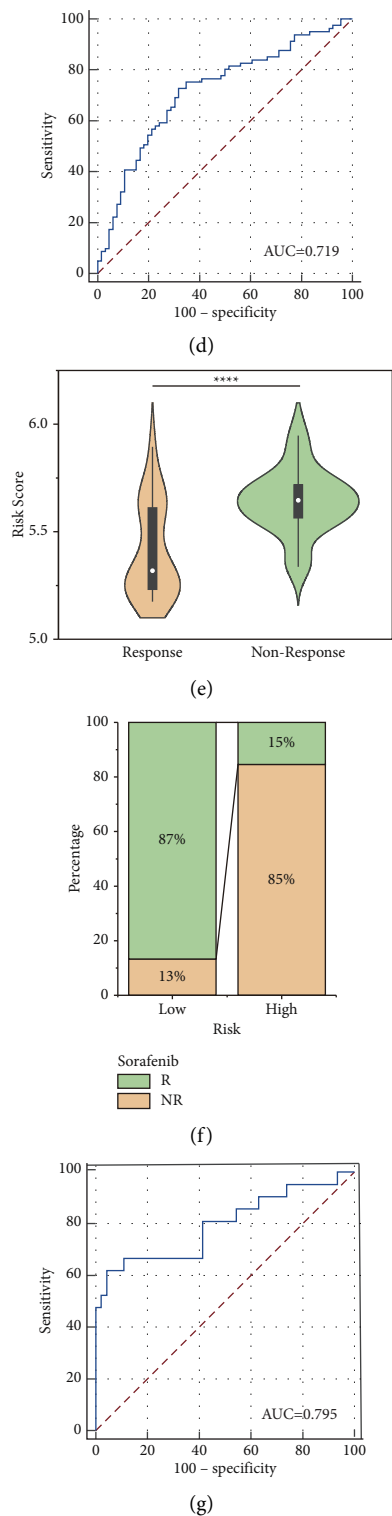 100
80
60
40
20
0
Sensitivity
AUC=0.719
0 20 40 60 80 100
100 – specificity
(d)
****
6.0
5.5
5.0
Risk Score
Response Non-Response
(e)
100
80
60
40
20
0
Percentage
15%
87%
85%
13%
Low High
Risk
Sorafenib
R
NR
(f)
100
80
60
40
20
0
Sensitivity
AUC=0.795
0 20 40 60 80 100
100 – specificity
(g)